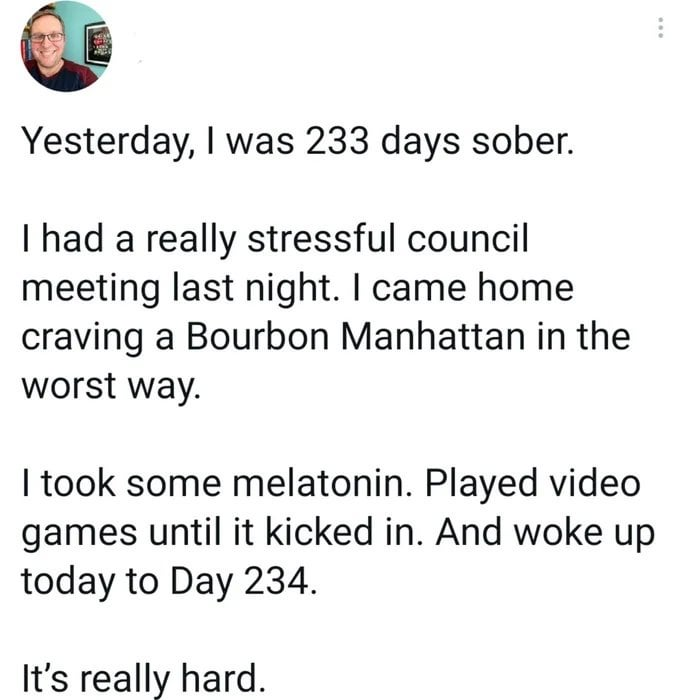 Yesterday, I was 233 days sober.
I had a really stressful council
meeting last night. I came home
craving a Bourbon Manhattan in the
worst way.
I took some melatonin. Played video
games until it kicked in. And woke up
today to Day 234.
It's really hard.